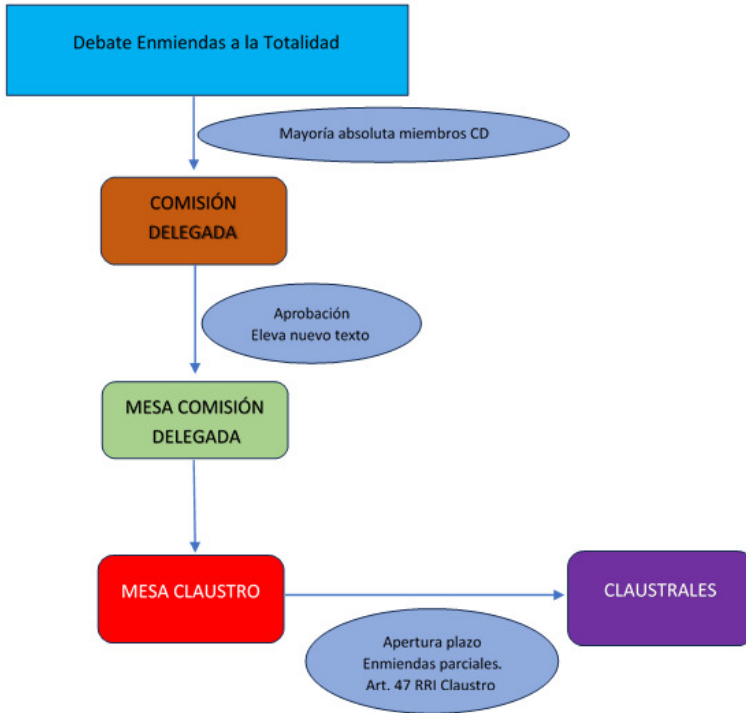 Debate Enmiendas a la Totalidad
Mayoría absoluta miembros CD
COMISIÓN
DELEGADA
Aprobación
Eleva nuevo texto
MESA COMISIÓN
DELEGADA
MESA CLAUSTRO
CLAUSTRALES
Apertura plazo
Enmiendas parciales.
Art. 47 RRI Claustro